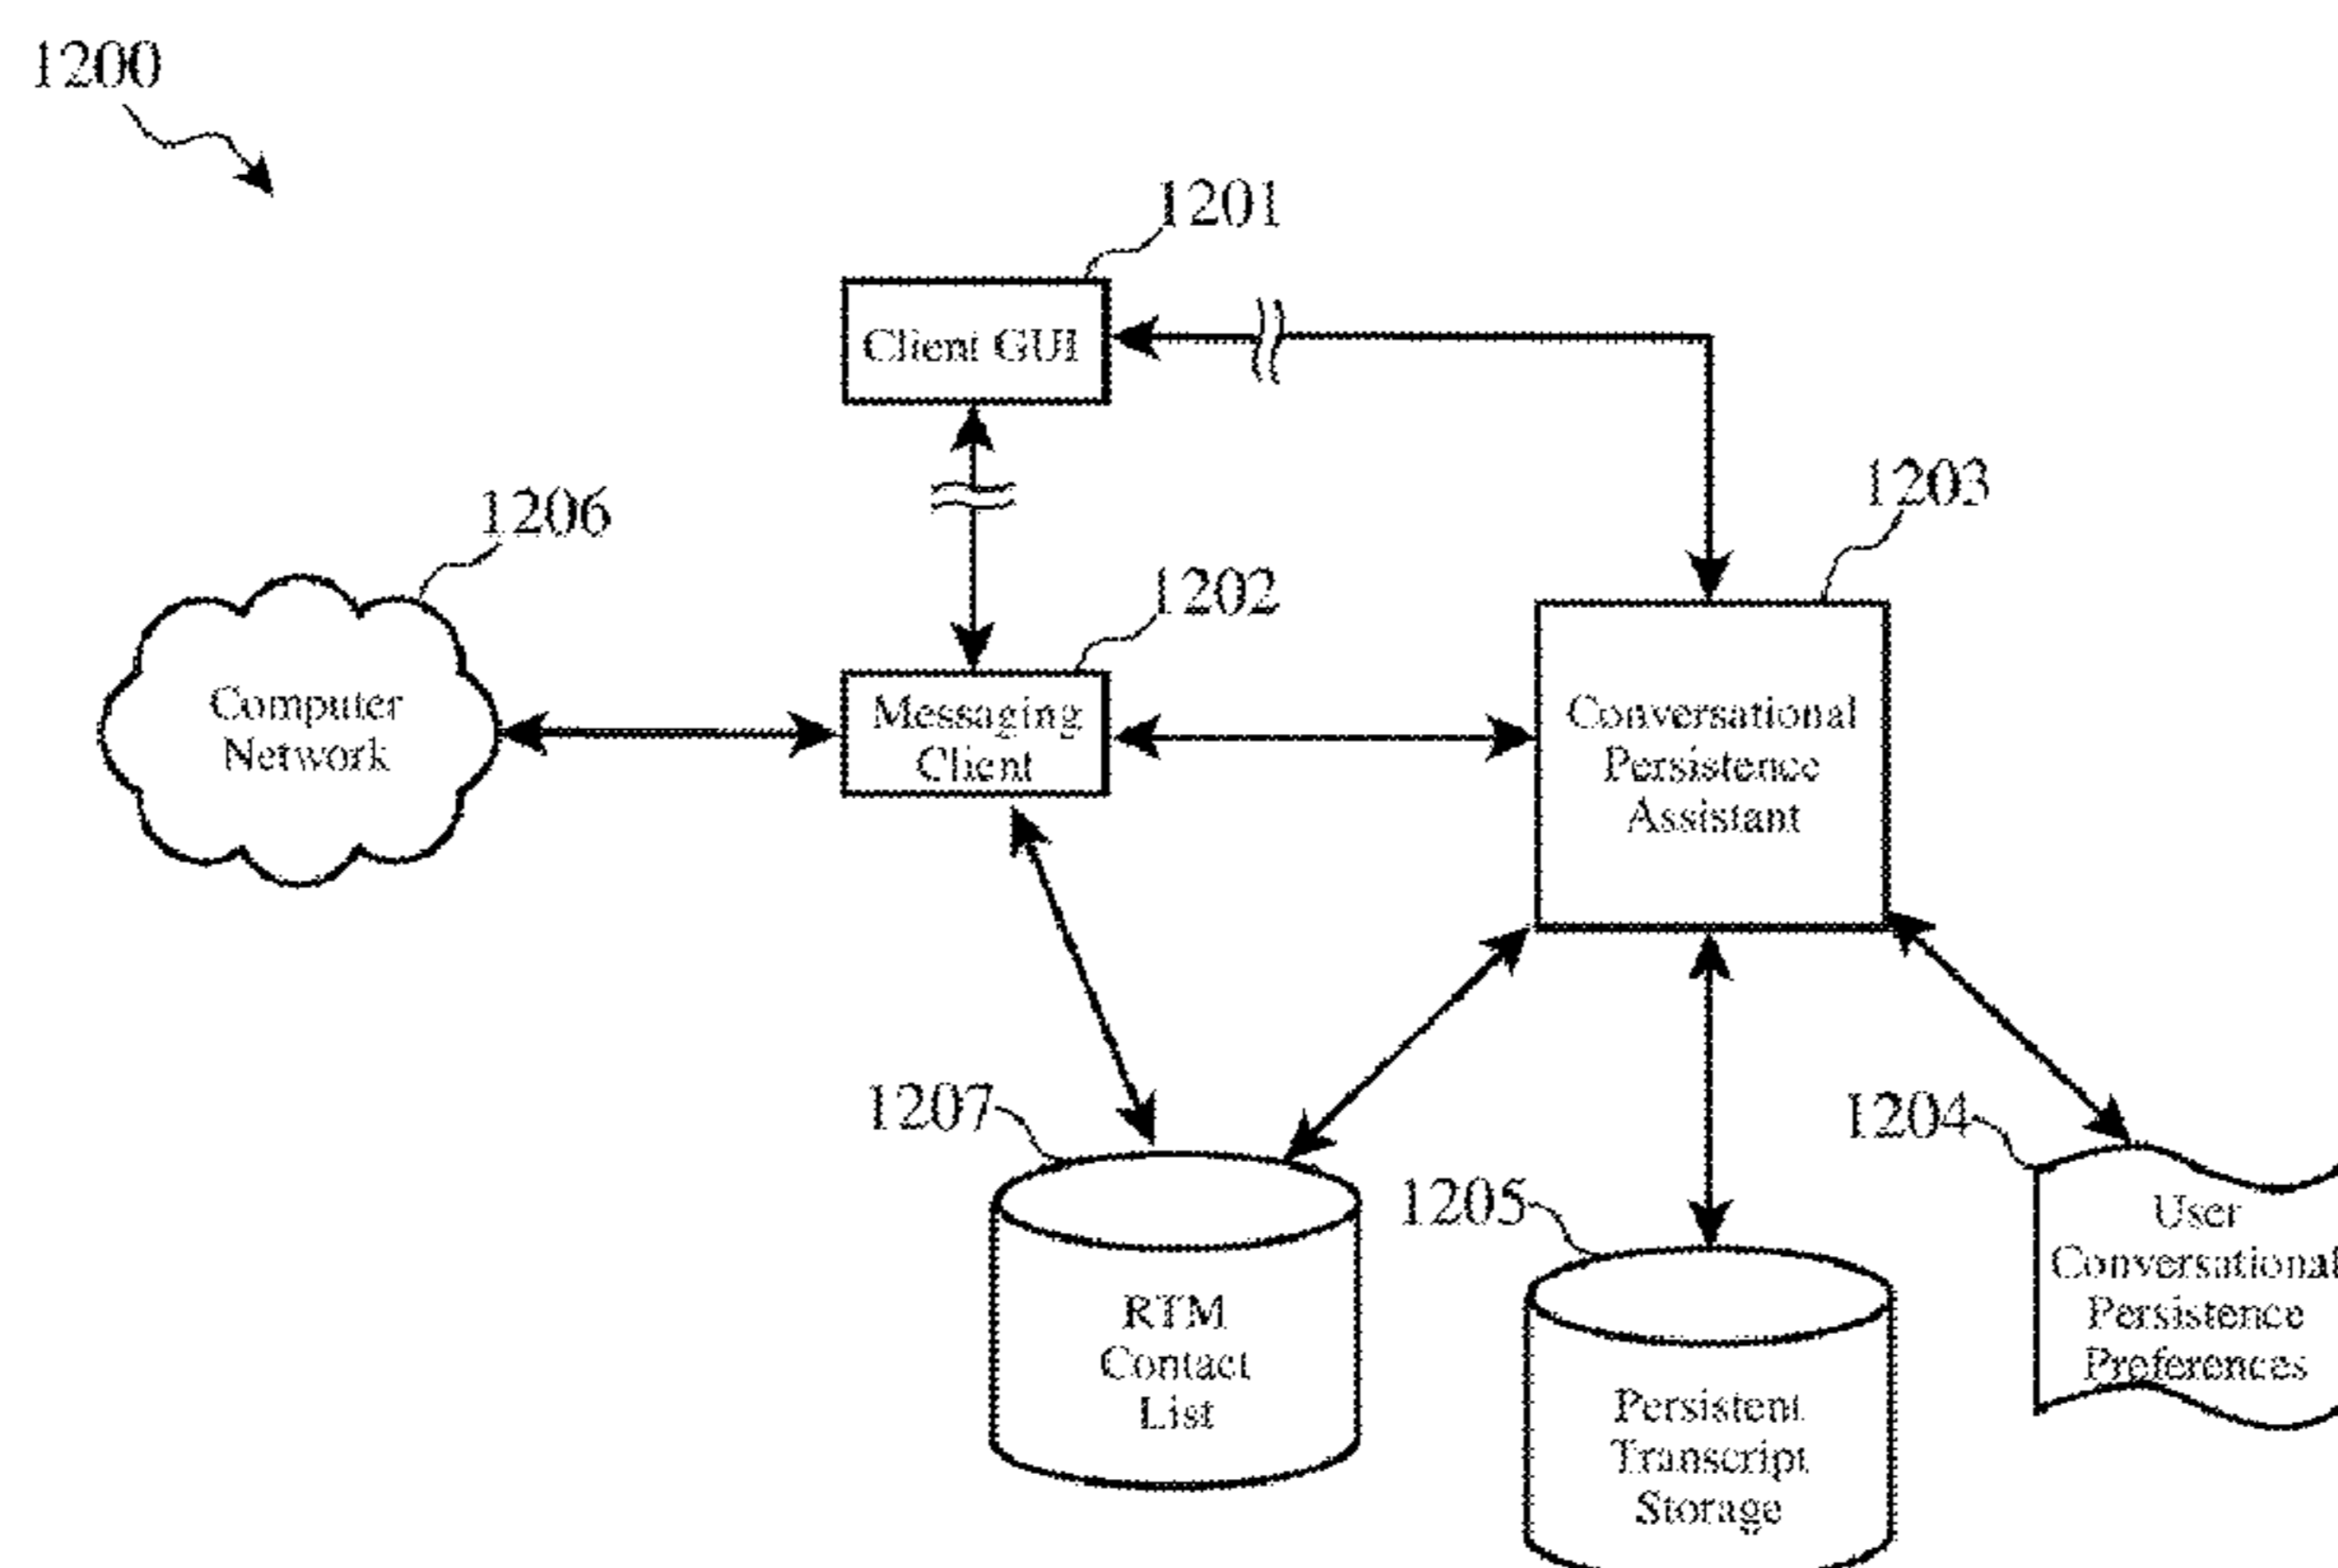 1200
1201
Client GUI
1206
1202
1203
Computer
Network
Messaging
Client
Conversational
Persistence
Assistant
1207
1205
1204
RTM
Contact
List
Persistent
Transcript
Storage
User
Conversational
Persistence
Preferences